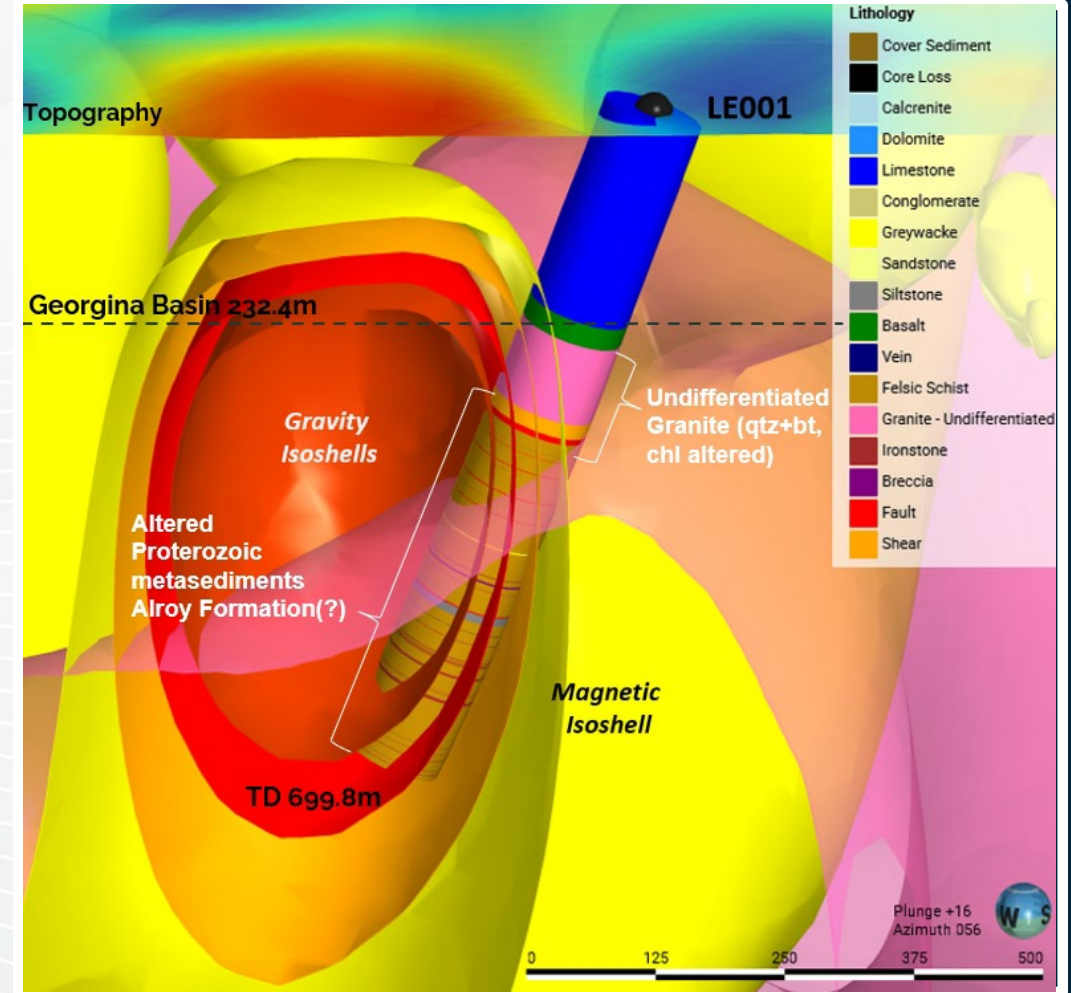 Lithology
Cover Sediment
Core Loss
Calcrenite
Dolomite
Limestone
Conglomerate
Greywacke
Sandstone
Siltstone
Basalt
Vein
Felsic Schist
Granite - Undifferentiated
Ironstone
Breccia
Fault
Shear
Topography
LE001
Georgina Basin 232.4m
Gravity
Isoshells
Undifferentiated
Granite (qtz+bt,
chl altered)
Altered
Proterozoic
metasediments
Alroy Formation(?)
Magnetic
Isoshell
TD 699.8m
Plunge +16
Azimuth 056
W S
0 125 250 375 500